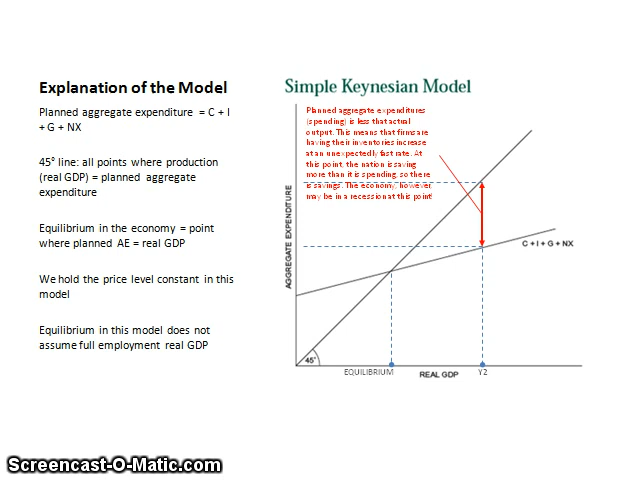 Explanation of the Model
Planned aggregate expenditure = C + I
+ G + NX
45° line: all points where production
(real GDP) = planned aggregate
expenditure
Equilibrium in the economy = point
where planned AE = real GDP
We hold the price level constant in this
model
Equilibrium in this model does not
assume full employment real GDP
Simple Keynesian Model
Planned aggregate expenditures
(spending) is less that actual
output. This means that firms are
having their inventories increase
at an unexpectedly fast rate. At
this point, the nation is saving
more than it is spending, so there
is savings. The economy, however,
may be in a recession at this point!
AGGREGATE EXPENDITURE
C + I + G + NX
45°
EQUILIBRIUM
REAL GDP
Y2
Screencast-O-Matic.com